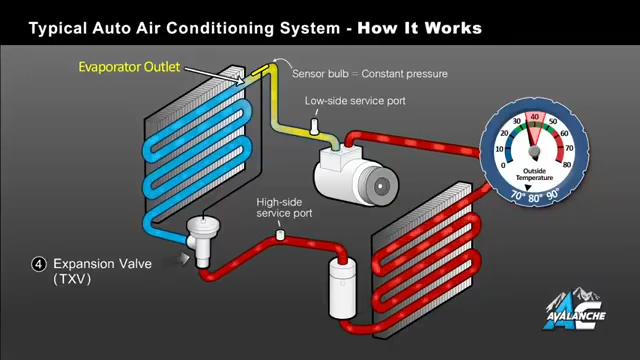 Typical Auto Air Conditioning System - How It Works
Evaporator Outlet
Sensor bulb = Constant pressure
Low-side service port
0 10 20 30 40 50 60 70 80
Outside
Temperature
70° 80° 90°
High-side
service port
4 Expansion Valve
(TXV)
AC
AVALANCHE